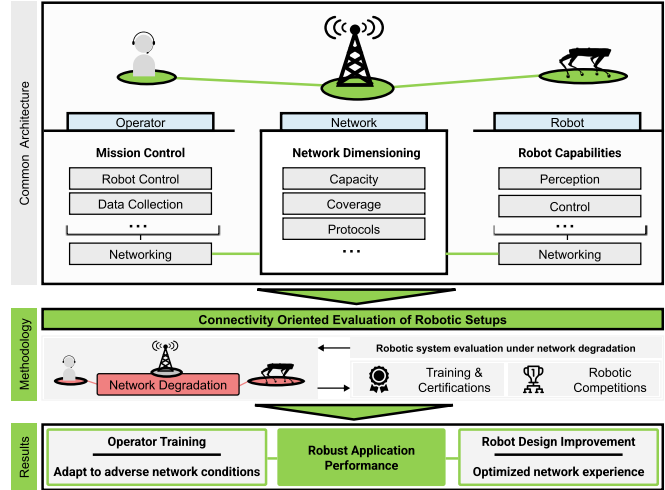 Common Architecture
Operator
Network
Robot
Mission Control
Robot Control
Data Collection
...
Networking
Network Dimensioning
Capacity
Coverage
Protocols
...
Robot Capabilities
Perception
Control
...
Networking
Methodology
Connectivity Oriented Evaluation of Robotic Setups
Network Degradation
Robotic system evaluation under network degradation
Training &
Certifications
1
Robotic
Competitions
Results
Operator Training
Adapt to adverse network conditions
Robust Application
Performance
Robot Design Improvement
Optimized network experience